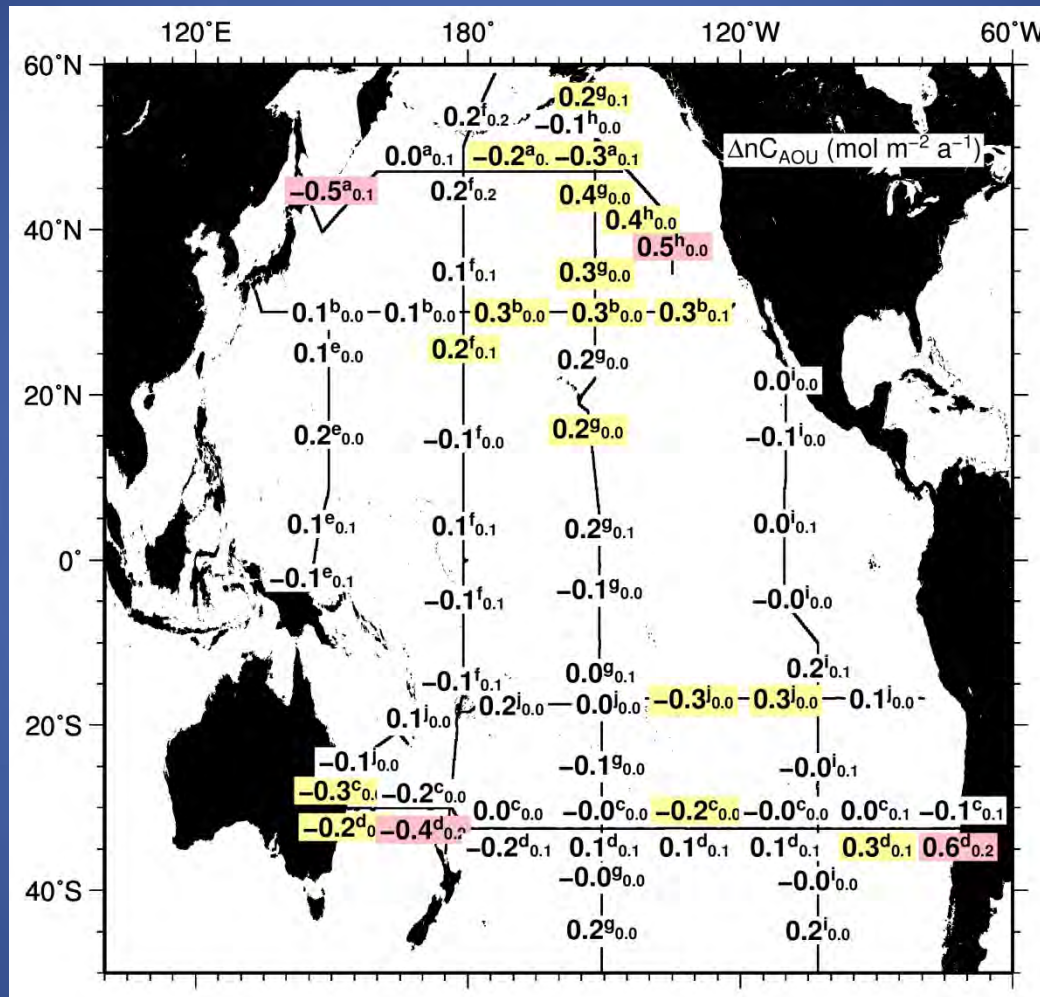 120˚E 180˚ 120˚W 60˚W
60˚N
0.2g0.1
0.2f0.2 −0.1h0.0
ΔnCAOU (mol m−2 a−1)
0.0a0.1 −0.2a0. −0.3a0.1
−0.5a0.1 0.2f0.2 0.4g0.0
40˚N
0.4h0.0
0.5h0.0
0.1f0.1 0.3g0.0
0.1b0.0 −0.1b0.0 0.3b0.0 0.3b0.0 0.3b0.1
0.1e0.0 0.2f0.1 0.2g0.0
20˚N
0.0i0.0
0.2e0.0 −0.1f0.0 0.2g0.0 −0.1i0.0
0.1e0.1 0.1f0.1 0.2g0.1 0.0i0.1
0˚
−0.1e0.1 −0.1f0.1 −0.1g0.0 −0.0i0.0
−0.1f0.1 0.0g0.1 0.2i0.1
0.2j0.0 0.0j0.0 −0.3j0.0 0.3j0.0 0.1j0.0
20˚S
0.1j0.0
−0.1j0.0 −0.1g0.0 −0.0i0.1
−0.3c0.0 −0.2c0.0
0.0c0.0 −0.0c0.0 −0.2c0.0 −0.0c0.0 0.0c0.1 −0.1c0.1
−0.2d0. −0.4d0.2
−0.2d0.1 0.1d0.1 0.1d0.1 0.1d0.1 0.3d0.1 0.6d0.2
40˚S
−0.0g0.0 −0.0i0.0
0.2g0.0 0.2i0.0